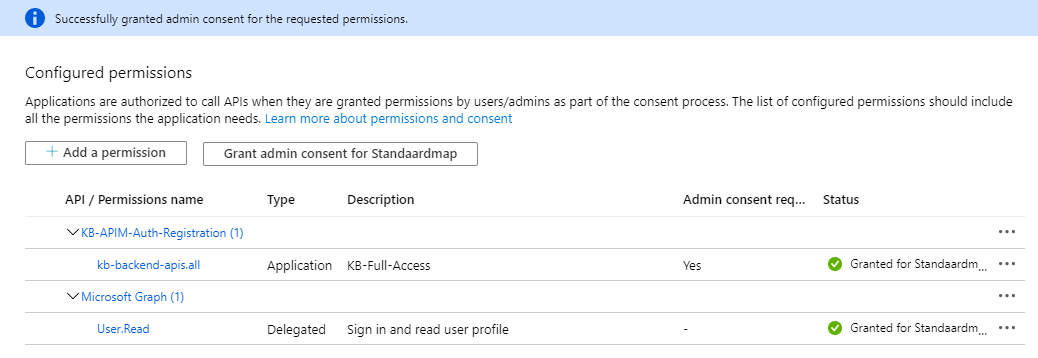 Successfully granted admin consent for the requested permissions.
Configured permissions
Applications are authorized to call APIs when they are granted permissions by users/admins as part of the consent process. The list of configured permissions should include
all the permissions the application needs. Learn more about permissions and consent
+ Add a permission Grant admin consent for Standaardmap
API / Permissions name Type Description Admin consent req... Status
KB-APIM-Auth-Registration (1) ...
kb-backend-apis.all Application KB-Full-Access Yes Granted for Standaardm... ...
Microsoft Graph (1) ...
User.Read Delegated Sign in and read user profile - Granted for Standaardm... ...